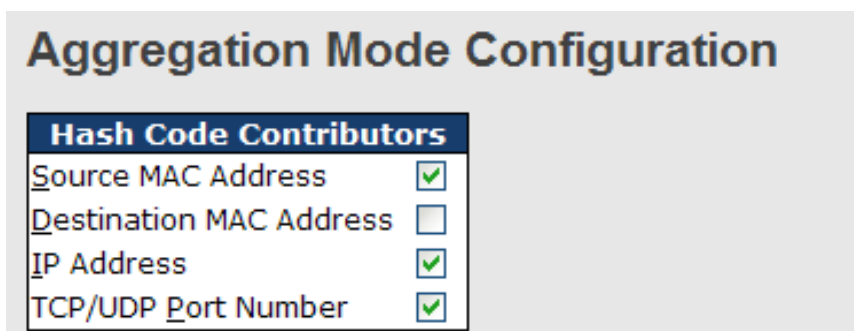 Aggregation Mode Configuration
Hash Code Contributors
Source MAC Address
Destination MAC Address
IP Address
TCP/UDP Port Number